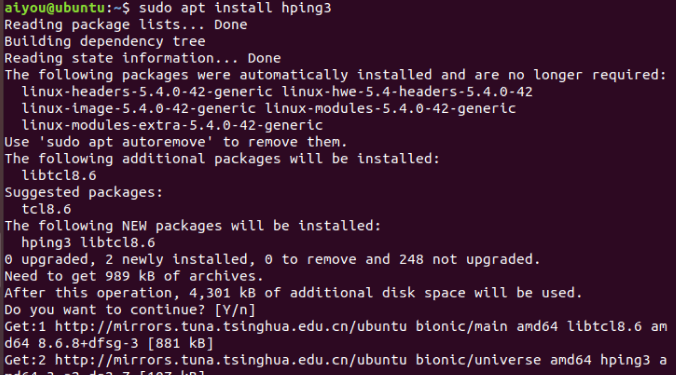 aiyou@ubuntu:~$ sudo apt install hping3
Reading package lists... Done
Building dependency tree
Reading state information... Done
The following packages were automatically installed and are no longer required:
  linux-headers-5.4.0-42-generic linux-hwe-5.4-headers-5.4.0-42
  linux-image-5.4.0-42-generic linux-modules-5.4.0-42-generic
  linux-modules-extra-5.4.0-42-generic
Use 'sudo apt autoremove' to remove them.
The following additional packages will be installed:
  libtcl8.6
Suggested packages:
  tcl8.6
The following NEW packages will be installed:
  hping3 libtcl8.6
0 upgraded, 2 newly installed, 0 to remove and 248 not upgraded.
Need to get 989 kB of archives.
After this operation, 4,301 kB of additional disk space will be used.
Do you want to continue? [Y/n]
Get:1 http://mirrors.tuna.tsinghua.edu.cn/ubuntu bionic/main amd64 libtcl8.6 am
d64 8.6.8+dfsg-3 [881 kB]
Get:2 http://mirrors.tuna.tsinghua.edu.cn/ubuntu bionic/universe amd64 hping3 a